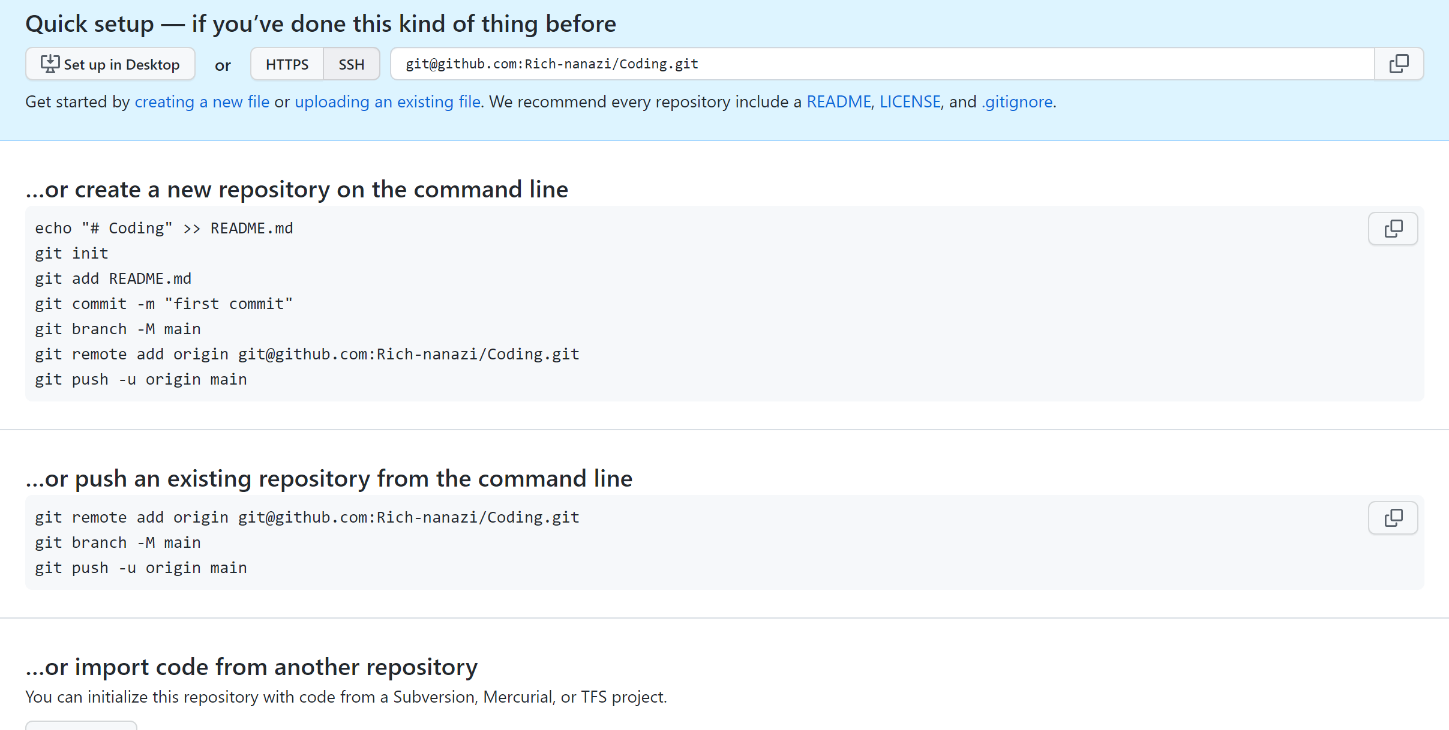 Quick setup — if you’ve done this kind of thing before
Set up in Desktop or HTTPS SSH git@github.com:Rich-nanazi/Coding.git
Get started by creating a new file or uploading an existing file. We recommend every repository include a README, LICENSE, and .gitignore.
…or create a new repository on the command line
echo "# Coding" >> README.md
git init
git add README.md
git commit -m "first commit"
git branch -M main
git remote add origin git@github.com:Rich-nanazi/Coding.git
git push -u origin main
…or push an existing repository from the command line
git remote add origin git@github.com:Rich-nanazi/Coding.git
git branch -M main
git push -u origin main
…or import code from another repository
You can initialize this repository with code from a Subversion, Mercurial, or TFS project.